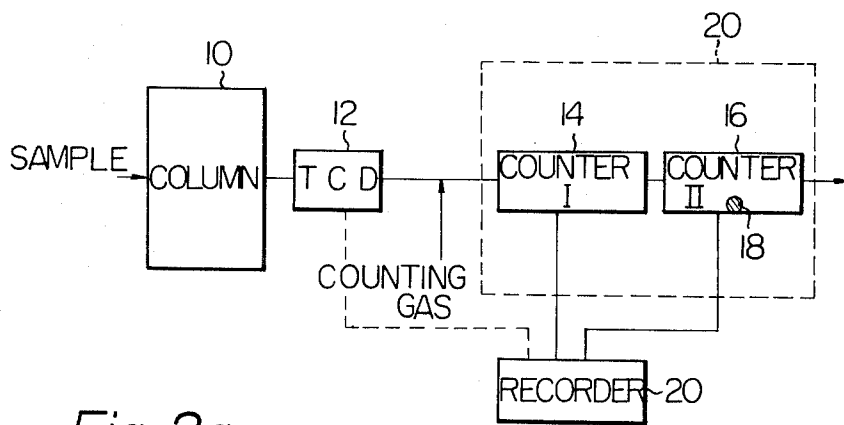 20
10
12
14
16
SAMPLE
COLUMN
T C D
COUNTER
I
COUNTER
II
18
COUNTING
GAS
RECORDER
20